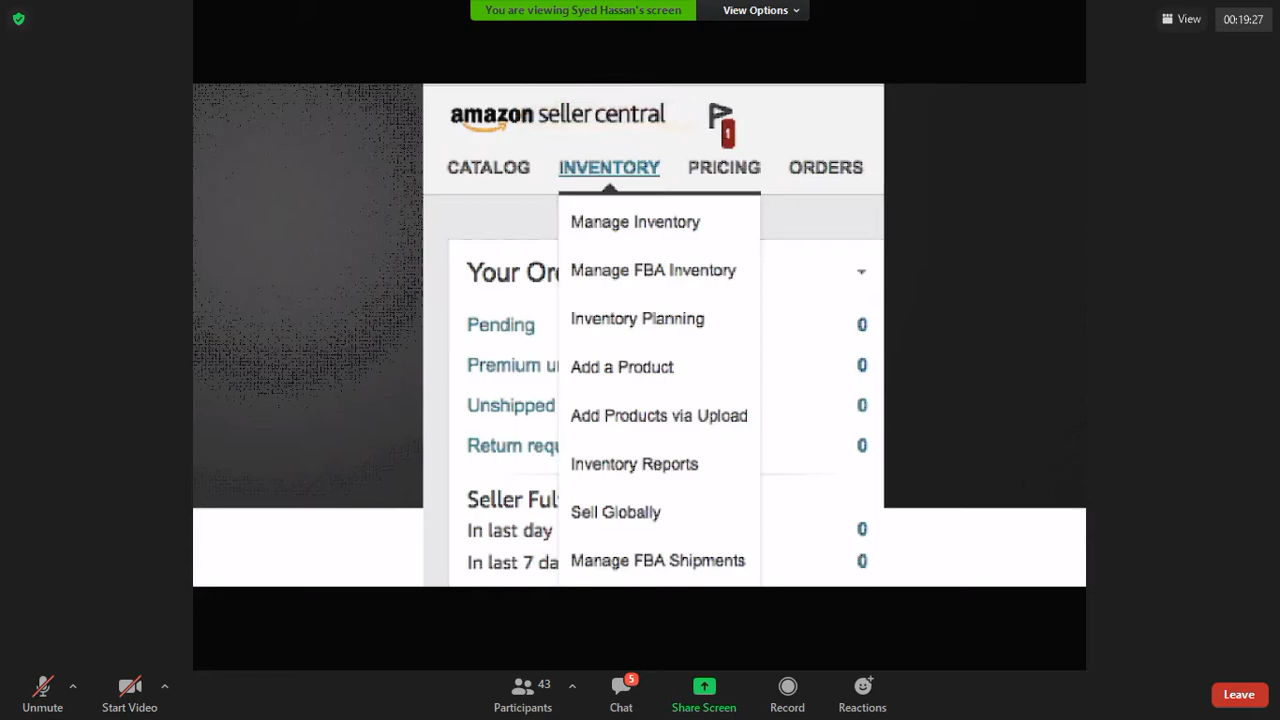 You are viewing Syed Hassan's screen
View Options
View
00:19:27
amazon seller central
1
CATALOG INVENTORY PRICING ORDERS
Manage Inventory
Your Or
Manage FBA Inventory
Inventory Planning
Pending 0
Add a Product
Premium u 0
Unshipped 0
Add Products via Upload
Return requ 0
Inventory Reports
Seller Ful
Sell Globally
In last day 0
In last 7 da 0
Manage FBA Shipments
Unmute
Start Video
43
Participants
5
Chat
Share Screen
Record
Reactions
Leave